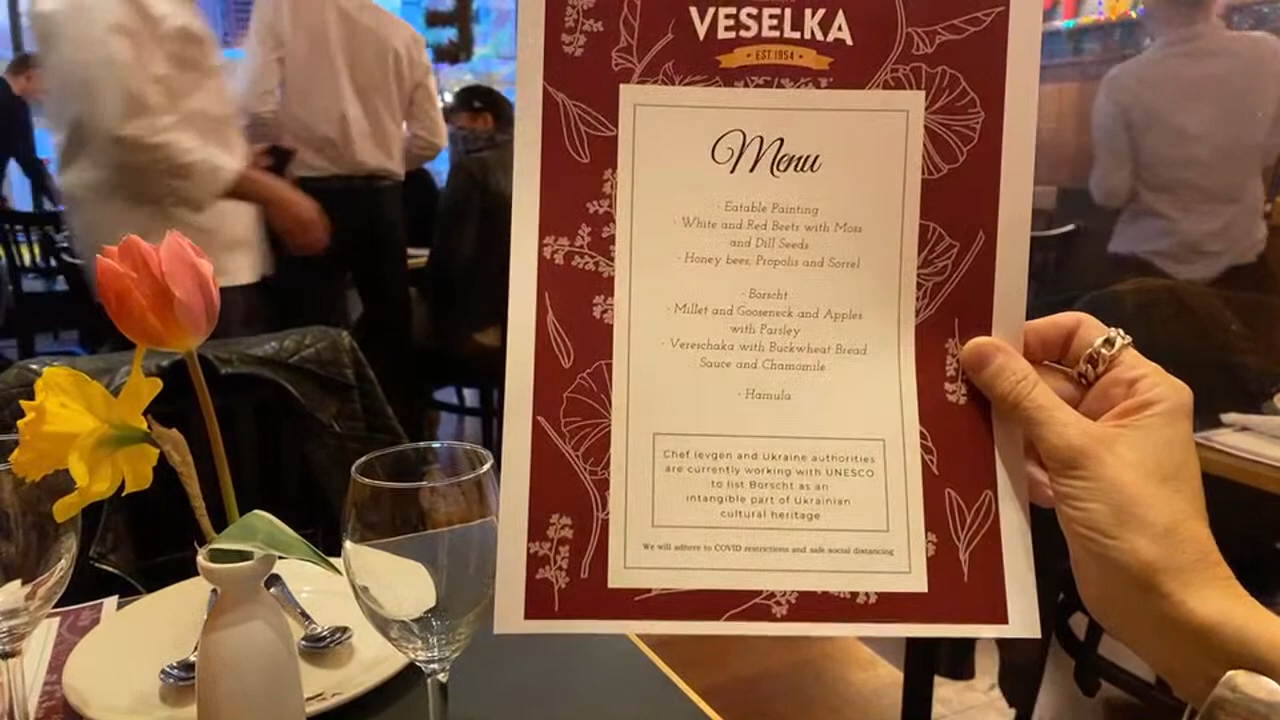 VESELKA
• EST.1954 •
Menu
· Eatable Painting
· White and Red Beets with Moss
and Dill Seeds
· Honey bees, Propolis and Sorrel
· Borscht
· Millet and Gooseneck and Apples
with Parsley
· Vereschaka with Buckwheat Bread
Sauce and Chamomile
· Hamula
Chef Ievgen and Ukraine authorities
are currently working with UNESCO
to list Borscht as an
intangible part of Ukrainian
cultural heritage
We will adhere to COVID restrictions and safe social distancing